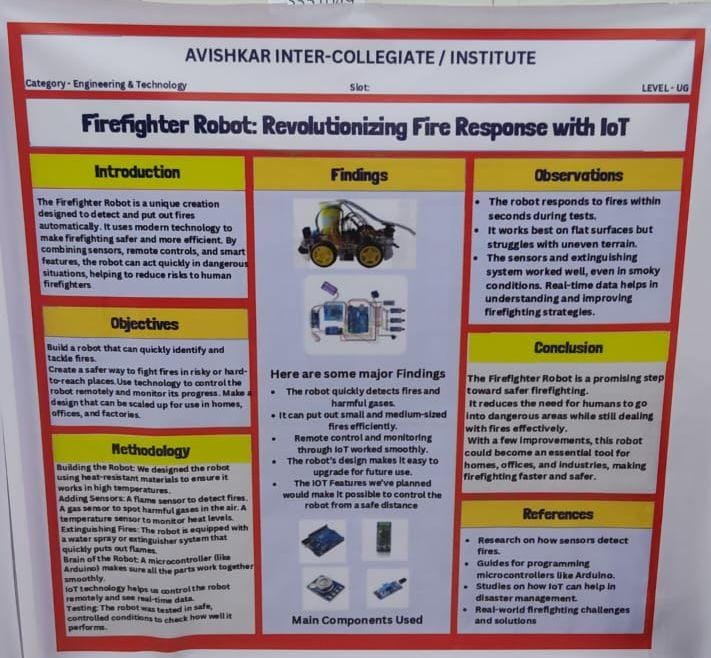 AVISHKAR INTER-COLLEGIATE / INSTITUTE
Category - Engineering & Technology
Slot:
LEVEL - UG
Firefighter Robot: Revolutionizing Fire Response with IoT
Introduction
The Firefighter Robot is a unique creation
designed to detect and put out fires
automatically. It uses modern technology to
make firefighting safer and more efficient. By
combining sensors, remote controls, and smart
features, the robot can act quickly in dangerous
situations, helping to reduce risks to human
firefighters
Objectives
Build a robot that can quickly identify and
tackle fires.
Create a safer way to fight fires in risky or hard-
to-reach places. Use technology to control the
robot remotely and monitor its progress. Make a
design that can be scaled up for use in homes,
offices, and factories.
Methodology
Building the Robot: We designed the robot
using heat-resistant materials to ensure it
works in high temperatures.
Adding Sensors: A flame sensor to detect fires.
A gas sensor to spot harmful gases in the air. A
temperature sensor to monitor heat levels.
Extinguishing Fires: The robot is equipped with
a water spray or extinguisher system that
quickly puts out flames.
Brain of the Robot: A microcontroller (like
Arduino) makes sure all the parts work together
smoothly.
IoT technology helps us control the robot
remotely and see real-time data.
Testing: The robot was tested in safe,
controlled conditions to check how well it
performs.
Findings
Here are some major Findings
• The robot quickly detects fires and
harmful gases.
• It can put out small and medium-sized
fires efficiently.
• Remote control and monitoring
through IoT worked smoothly.
• The robot's design makes it easy to
upgrade for future use.
• The IOT Features we've planned
would make it possible to control the
robot from a safe distance
Main Components Used
Observations
• The robot responds to fires within
seconds during tests.
• It works best on flat surfaces but
struggles with uneven terrain.
• The sensors and extinguishing
system worked well, even in smoky
conditions. Real-time data helps in
understanding and improving
firefighting strategies.
Conclusion
The Firefighter Robot is a promising step
toward safer firefighting.
It reduces the need for humans to go
into dangerous areas while still dealing
with fires effectively.
With a few improvements, this robot
could become an essential tool for
homes, offices, and industries, making
firefighting faster and safer.
References
• Research on how sensors detect
fires.
• Guides for programming
microcontrollers like Arduino.
• Studies on how IoT can help in
disaster management.
• Real-world firefighting challenges
and solutions